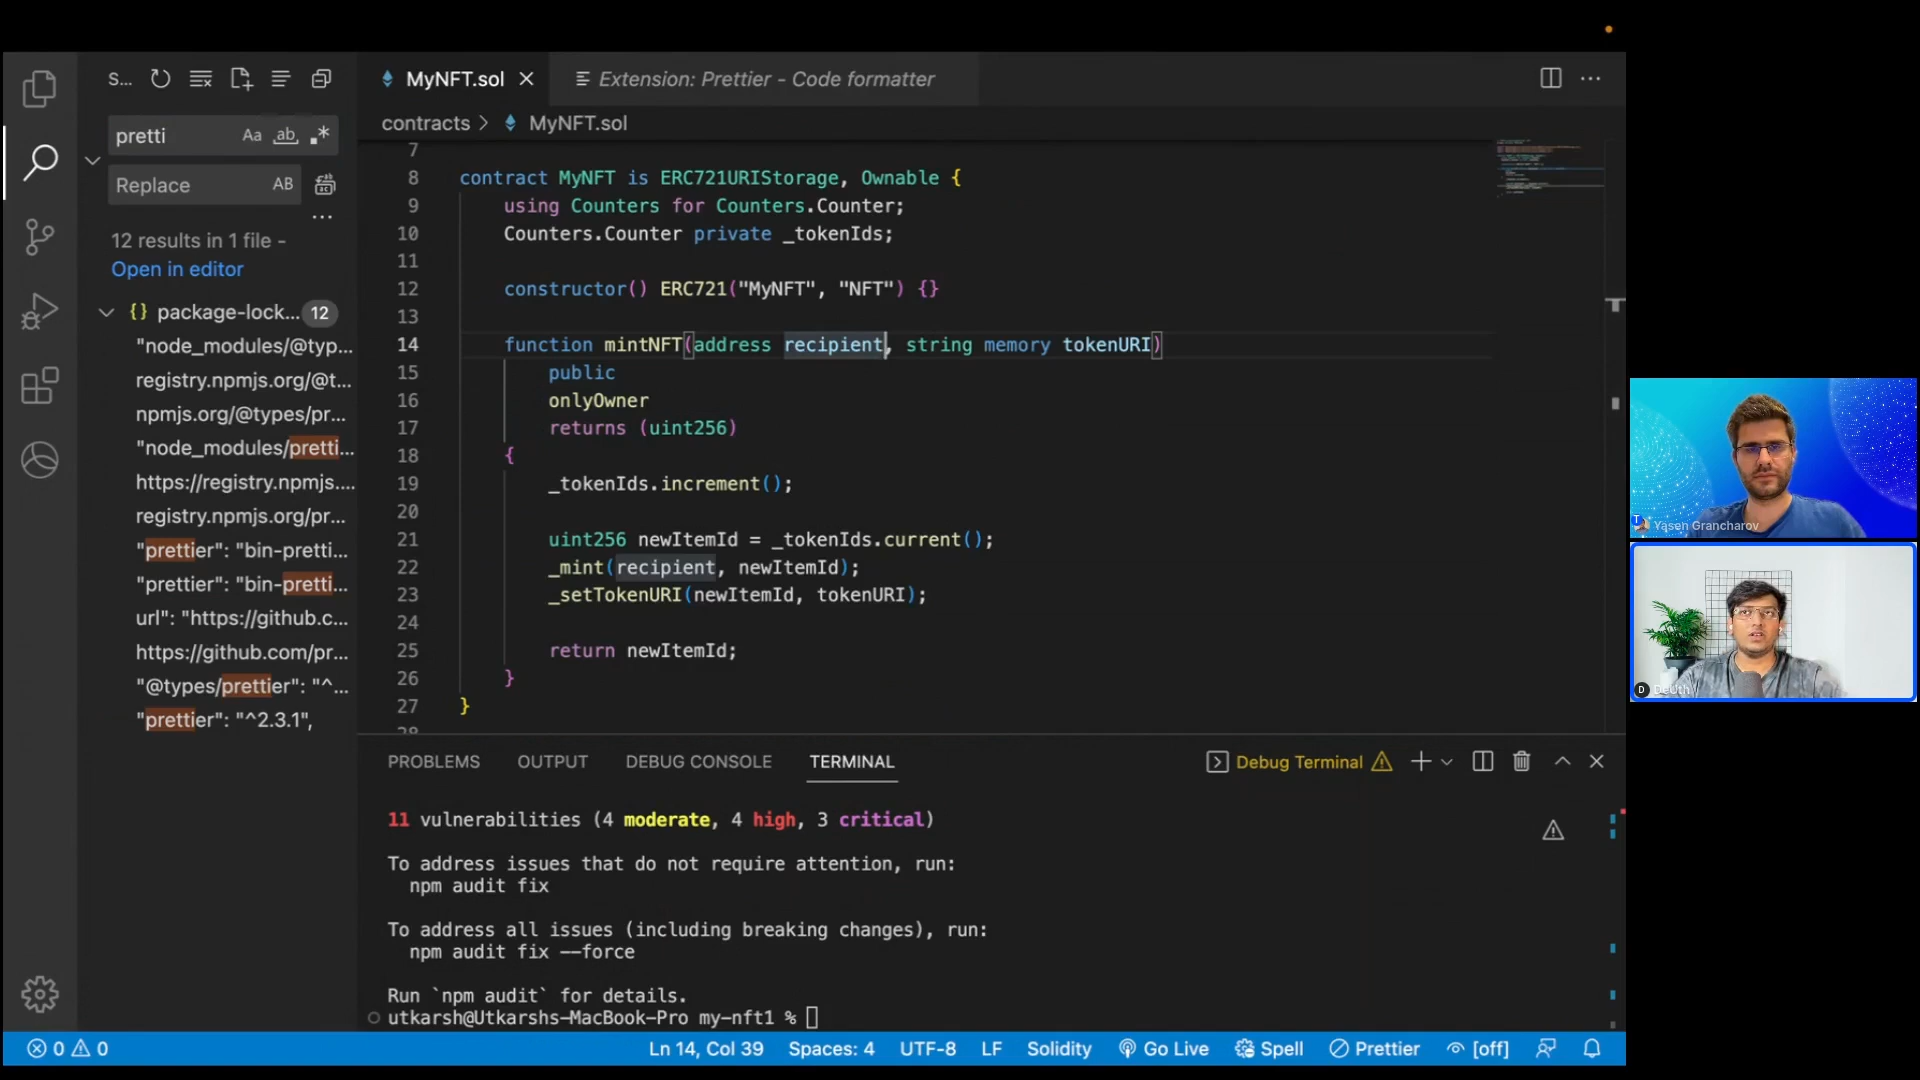 S...
MyNFT.sol
Extension: Prettier - Code formatter
pretti
Aa
ab
Replace
AB
contracts > MyNFT.sol
12 results in 1 file -
Open in editor
{} package-lock... 12
"node_modules/@typ...
registry.npmjs.org/@t...
npmjs.org/@types/pr...
"node_modules/pretti...
https://registry.npmjs....
registry.npmjs.org/pr...
"prettier": "bin-pretti...
"prettier": "bin-pretti...
url": "https://github.c...
https://github.com/pr...
"@types/prettier": "^...
"prettier": "^2.3.1",
7
8 contract MyNFT is ERC721URIStorage, Ownable {
9 using Counters for Counters.Counter;
10 Counters.Counter private _tokenIds;
11
12 constructor() ERC721("MyNFT", "NFT") {}
13
14 function mintNFT(address recipient, string memory tokenURI)
15 public
16 onlyOwner
17 returns (uint256)
18 {
19 _tokenIds.increment();
20
21 uint256 newItemId = _tokenIds.current();
22 _mint(recipient, newItemId);
23 _setTokenURI(newItemId, tokenURI);
24
25 return newItemId;
26 }
27 }
28
PROBLEMS OUTPUT DEBUG CONSOLE TERMINAL
Debug Terminal
11 vulnerabilities (4 moderate, 4 high, 3 critical)
To address issues that do not require attention, run:
npm audit fix
To address all issues (including breaking changes), run:
npm audit fix --force
Run `npm audit` for details.
utkarsh@Utkarshs-MacBook-Pro my-nft1 %
0 0
Ln 14, Col 39
Spaces: 4
UTF-8
LF
Solidity
Go Live
Spell
Prettier
[off]
Yasen Grancharov
D